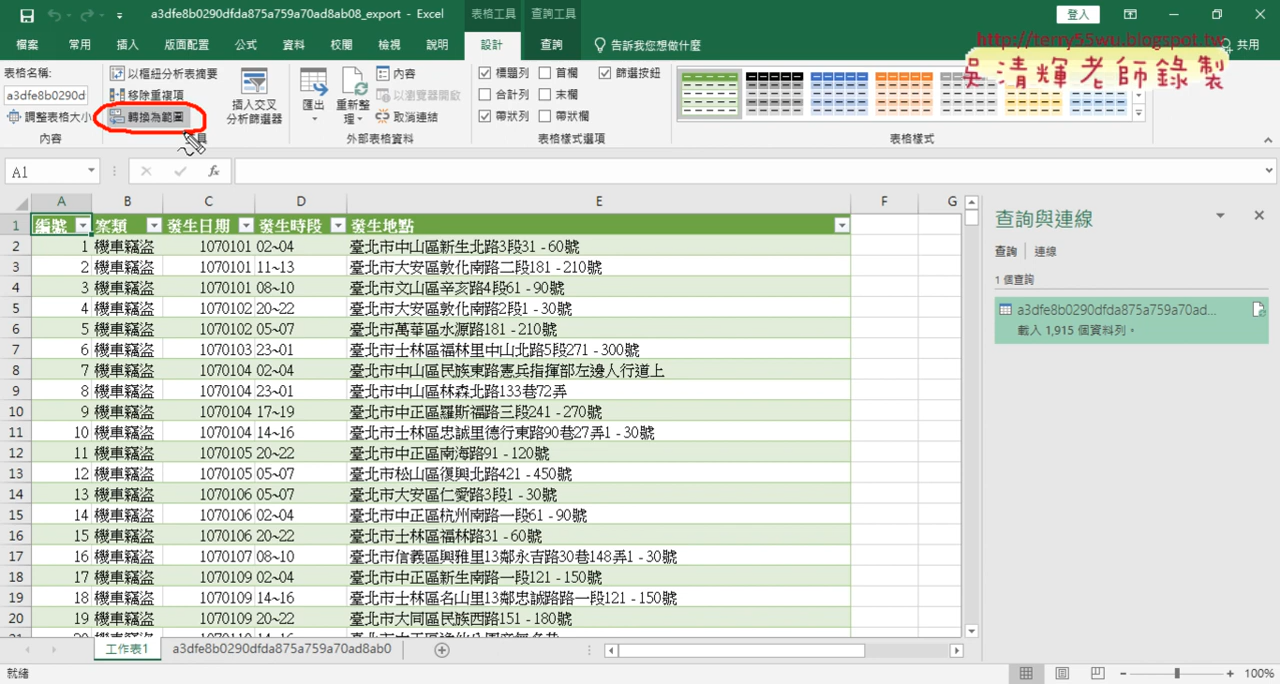 a3dfe8b0290dfda875a759a70ad8ab08_export - Excel
表格工具
查詢工具
登入
檔案
常用
插入
版面配置
公式
資料
校閱
檢視
說明
設計
查詢
告訴我您想做什麼
共用
http://terry55wu.blogspot.tw
吳清輝老師錄製
表格名稱:
a3dfe8b0290d
調整表格大小
內容
以樞紐分析表摘要
移除重複項
轉換為範圍
工具
插入交叉
分析篩選器
匯出
重新整
理
內容
以瀏覽器開啟
取消連結
外部表格資料
標題列
首欄
篩選按鈕
合計列
末欄
帶狀列
帶狀欄
表格樣式選項
表格樣式
A1
fx
A B C D E F G
1 編號 案類 發生日期 發生時段 發生地點
2 1 機車竊盜 1070101 02~04 臺北市中山區新生北路3段31 - 60號
3 2 機車竊盜 1070101 11~13 臺北市大安區敦化南路二段181 - 210號
4 3 機車竊盜 1070101 08~10 臺北市文山區辛亥路4段61 - 90號
5 4 機車竊盜 1070102 20~22 臺北市大安區敦化南路2段1 - 30號
6 5 機車竊盜 1070102 05~07 臺北市萬華區水源路181 - 210號
7 6 機車竊盜 1070103 23~01 臺北市士林區福林里中山北路5段271 - 300號
8 7 機車竊盜 1070104 02~04 臺北市中山區民族東路憲兵指揮部左邊人行道上
9 8 機車竊盜 1070104 23~01 臺北市中山區林森北路133巷72弄
10 9 機車竊盜 1070104 17~19 臺北市中正區羅斯福路三段241 - 270號
11 10 機車竊盜 1070104 14~16 臺北市士林區忠誠里德行東路90巷27弄1 - 30號
12 11 機車竊盜 1070105 20~22 臺北市中正區南海路91 - 120號
13 12 機車竊盜 1070105 05~07 臺北市松山區復興北路421 - 450號
14 13 機車竊盜 1070106 05~07 臺北市大安區仁愛路3段1 - 30號
15 14 機車竊盜 1070106 02~04 臺北市中正區杭州南路一段61 - 90號
16 15 機車竊盜 1070106 20~22 臺北市士林區福林路31 - 60號
17 16 機車竊盜 1070107 08~10 臺北市信義區興雅里13鄰永吉路30巷148弄1 - 30號
18 17 機車竊盜 1070109 02~04 臺北市中正區新生南路一段121 - 150號
19 18 機車竊盜 1070109 14~16 臺北市士林區名山里13鄰忠誠路路一段121 - 150號
20 19 機車竊盜 1070109 20~22 臺北市大同區民族西路151 - 180號
查詢與連線
查詢
連線
1 個查詢
a3dfe8b0290dfda875a759a70ad...
載入 1,915 個資料列。
工作表1
a3dfe8b0290dfda875a759a70ad8ab0
就緒
100%